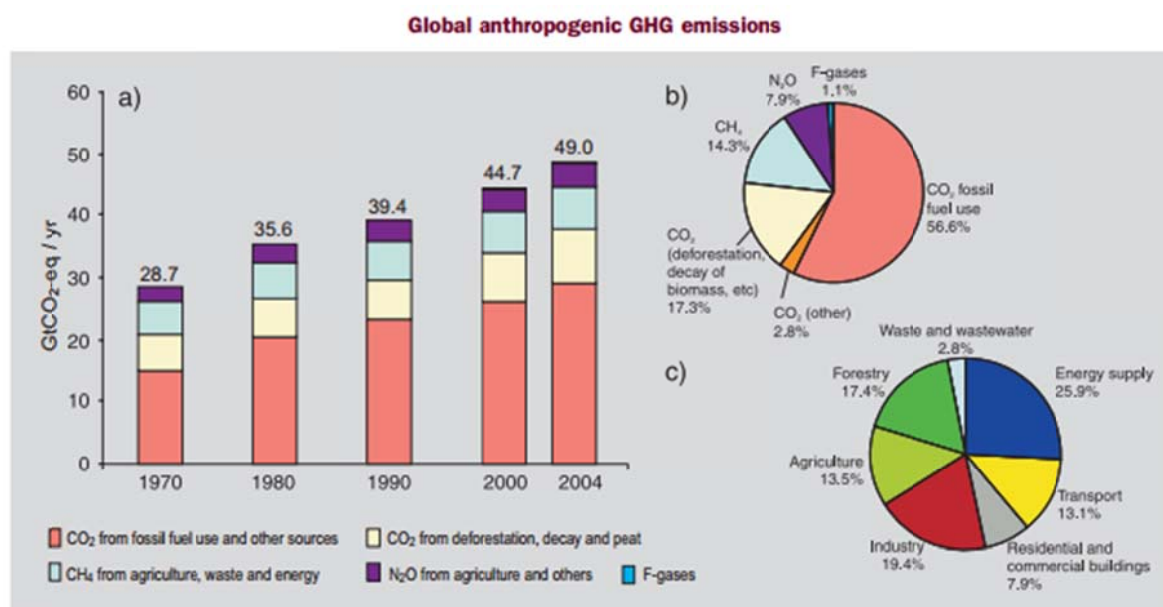 Global anthropogenic GHG emissions
a)
GtCO₂-eq / yr
60
50
40
30
20
10
0
28.7
35.6
39.4
44.7
49.0
1970
1980
1990
2000
2004
CO₂ from fossil fuel use and other sources
CO₂ from deforestation, decay and peat
CH₄ from agriculture, waste and energy
N₂O from agriculture and others
F-gases
b)
F-gases
1.1%
N₂O
7.9%
CH₄
14.3%
CO₂ fossil
fuel use
56.6%
CO₂
(deforestation,
decay of
biomass, etc)
17.3%
CO₂ (other)
2.8%
c)
Waste and wastewater
2.8%
Forestry
17.4%
Energy supply
25.9%
Agriculture
13.5%
Transport
13.1%
Industry
19.4%
Residential and
commercial buildings
7.9%